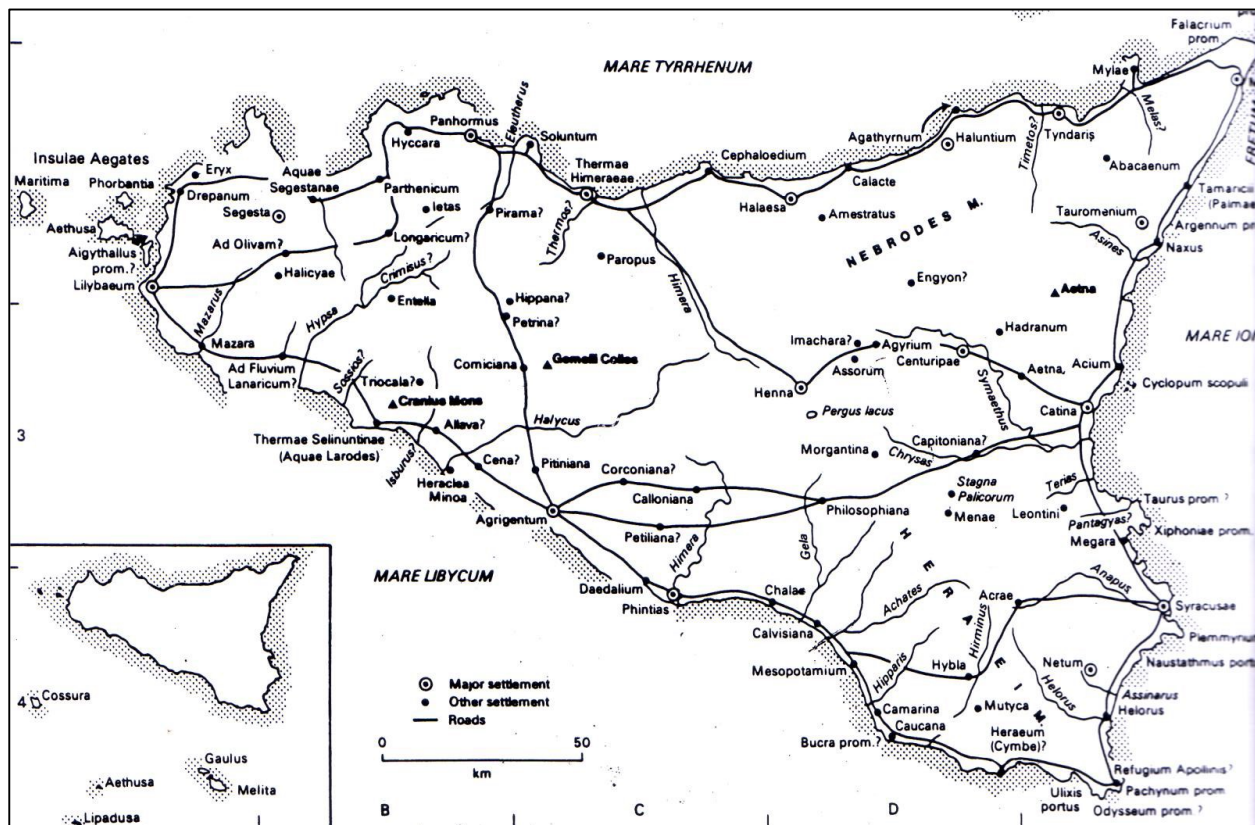 Falacrium
prom.
MARE TYRRHENUM
Mylae
Melas?
Eleutherus
Panhormus
Soluntum
Hyccara
Agathyrnum
Haluntium
Timetos?
Tyndaris
Abacaenum
Insulae Aegates
Maritima
Phorbantia
Eryx
Aquae
Segestanae
Parthenicum
Thermae
Himeraeae
Cephaloedium
Calacte
Halaesa
Amestratus
Drepanum
Segesta
Ietas
Pirama?
Thermos?
Tauromenium
Argennum
Aethusa
Aigythallus
prom.?
Lilybaeum
Ad Olivam?
Longaricum?
Halicyae
Crimisus?
Paropus
Himera
NEBRODES M.
Asines
Naxus
Engyon?
Aetna
Mazarus
Hypsa
Entella
Hippana?
Petrina?
Hadranum
MARE
Mazara
Ad Fluvium
Lanaricum?
Sossios?
Triocala?
Cranius Mons
Comiciana?
Gemelli Colles
Imachara?
Agyrium
Assorum
Centuripae
Symaethus
Aetna,
Acium
Cyclopum scopuli
Henna
Pergus lacus
Catina
3
Thermae Selinuntinae
(Aquae Larodes)
Allava?
Isburus?
Halycus
Cena?
Heraclea
Minoa
Pitiniana
Morgantina
Capitoniana?
Chrysas
Corconiana?
Calloniana
Stagna
Palicorum
Menae
Leontini
Terias
Taurus prom.?
Pantagyas?
Xiphoniae prom.
Megara
Agrigentum
Petiliana?
Himera
Philosophiana
Gela
MARE LIBYCUM
Daedalium
Phintias
Chalae
Calvisiana
Achates
HERAEI M.
Acrae
Anapus
Syracusae
Hirminus
Mesopotamium
Hipparis
Hybla
Netum
Helorus
Assinarus
Helorus
Camarina
Caucana
Bucra prom.?
Mutyca
Heraeum
(Cymbe)?
Refugium Apollinis?
Pachynum prom
Ulixis
portus
Odysseum prom.?
Major settlement
Other settlement
Roads
0 50
km
4
Cossura
Gaulus
Melita
Aethusa
Lipadusa
B C D